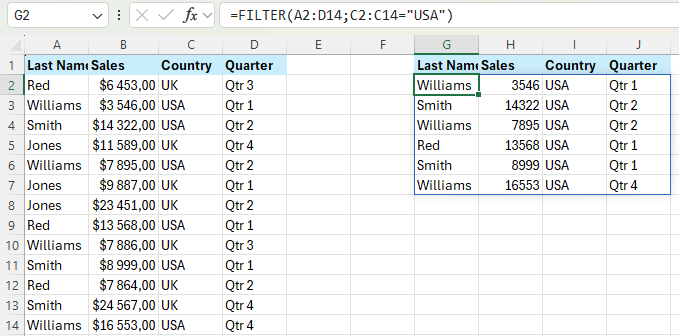 G2 fx =FILTER(A2:D14;C2:C14="USA")
A B C D E F G H I J
1 Last Name Sales Country Quarter Last Name Sales Country Quarter
2 Red $6 453,00 UK Qtr 3 Williams 3546 USA Qtr 1
3 Williams $3 546,00 USA Qtr 1 Smith 14322 USA Qtr 2
4 Smith $14 322,00 USA Qtr 2 Williams 7895 USA Qtr 2
5 Jones $11 589,00 UK Qtr 4 Red 13568 USA Qtr 1
6 Williams $7 895,00 USA Qtr 2 Smith 8999 USA Qtr 1
7 Jones $9 887,00 UK Qtr 1 Williams 16553 USA Qtr 4
8 Jones $23 451,00 UK Qtr 2
9 Red $13 568,00 USA Qtr 1
10 Williams $7 886,00 UK Qtr 3
11 Smith $8 999,00 USA Qtr 1
12 Red $7 864,00 UK Qtr 2
13 Smith $24 567,00 UK Qtr 4
14 Williams $16 553,00 USA Qtr 4